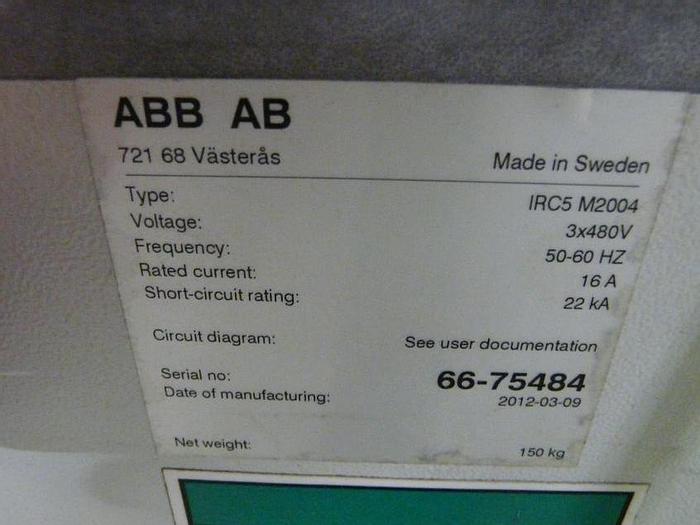 ABB AB
721 68 Västerås Made in Sweden
Type: IRC5 M2004
Voltage: 3x480V
Frequency: 50-60 HZ
Rated current: 16 A
Short-circuit rating: 22 kA
Circuit diagram: See user documentation
Serial no: 66-75484
Date of manufacturing: 2012-03-09
Net weight: 150 kg